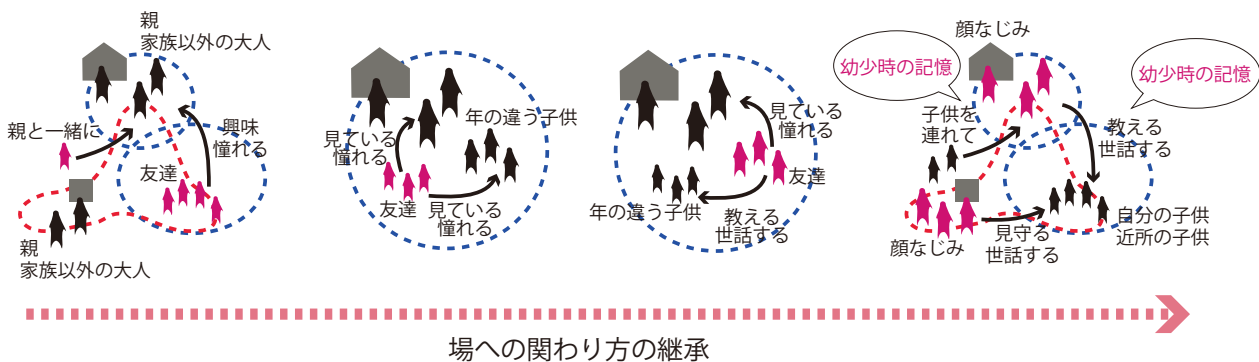 親
家族以外の大人
親と一緒に
興味
憧れる
友達
親
家族以外の大人
見ている
憧れる
年の違う子供
友達
見ている
憧れる
見ている
憧れる
友達
年の違う子供
教える
世話する
顔なじみ
幼少時の記憶
幼少時の記憶
子供を
連れて
教える
世話する
顔なじみ
見守る
世話する
自分の子供
近所の子供
場への関わり方の継承